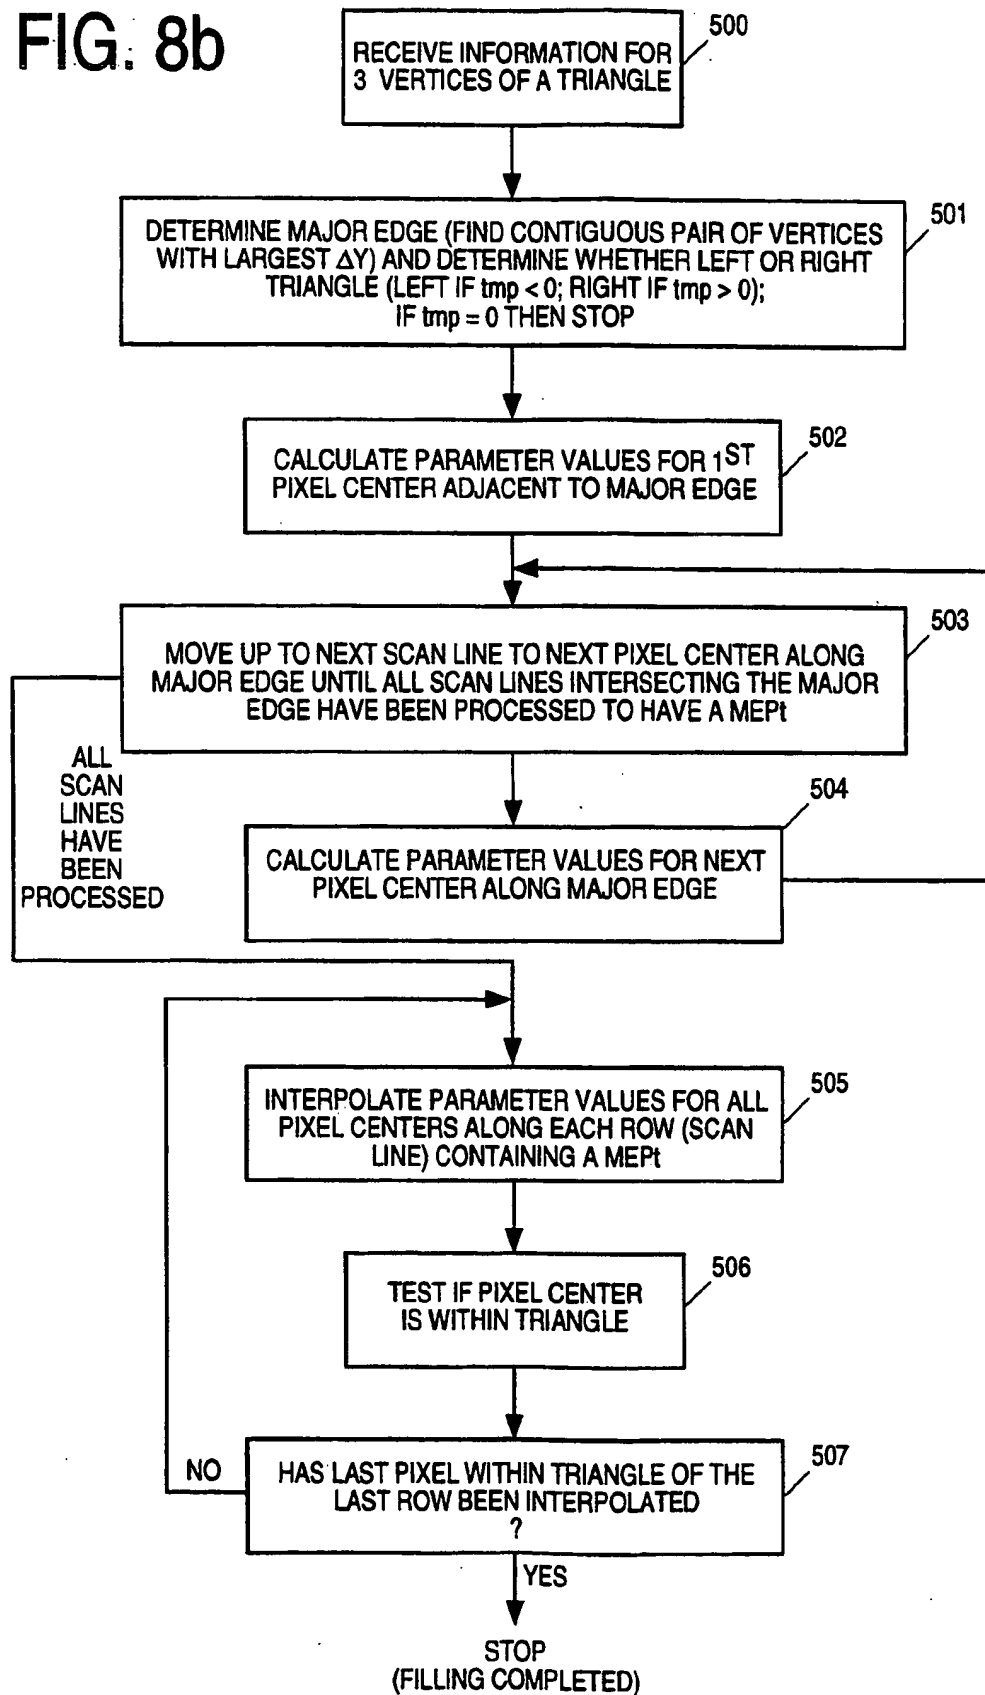 FIG. 8b
500
RECEIVE INFORMATION FOR
3 VERTICES OF A TRIANGLE
501
DETERMINE MAJOR EDGE (FIND CONTIGUOUS PAIR OF VERTICES
WITH LARGEST ΔY) AND DETERMINE WHETHER LEFT OR RIGHT
TRIANGLE (LEFT IF tmp < 0; RIGHT IF tmp > 0);
IF tmp = 0 THEN STOP
502
CALCULATE PARAMETER VALUES FOR 1ST
PIXEL CENTER ADJACENT TO MAJOR EDGE
503
MOVE UP TO NEXT SCAN LINE TO NEXT PIXEL CENTER ALONG
MAJOR EDGE UNTIL ALL SCAN LINES INTERSECTING THE MAJOR
EDGE HAVE BEEN PROCESSED TO HAVE A MEPt
ALL
SCAN
LINES
HAVE
BEEN
PROCESSED
504
CALCULATE PARAMETER VALUES FOR NEXT
PIXEL CENTER ALONG MAJOR EDGE
505
INTERPOLATE PARAMETER VALUES FOR ALL
PIXEL CENTERS ALONG EACH ROW (SCAN
LINE) CONTAINING A MEPt
506
TEST IF PIXEL CENTER
IS WITHIN TRIANGLE
507
NO
HAS LAST PIXEL WITHIN TRIANGLE OF THE
LAST ROW BEEN INTERPOLATED
?
YES
STOP
(FILLING COMPLETED)